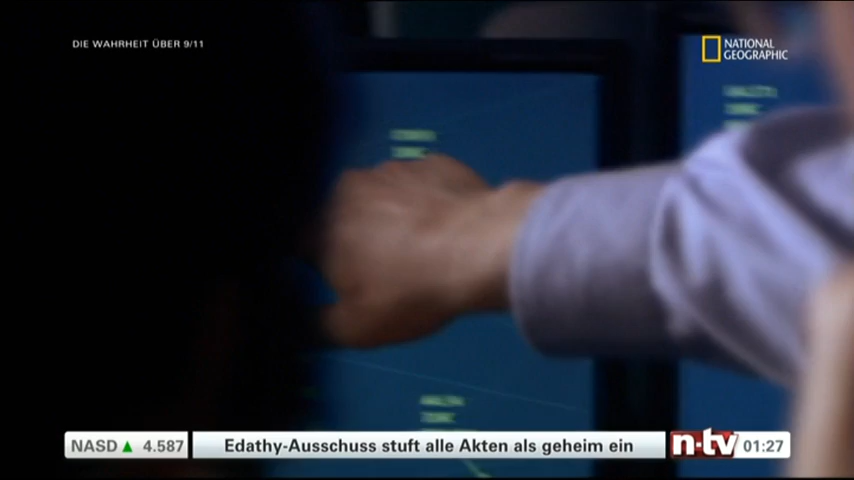 DIE WAHRHEIT ÜBER 9/11
NATIONAL
GEOGRAPHIC
NASD ▲ 4.587
Edathy-Ausschuss stuft alle Akten als geheim ein
n-tv 01:27